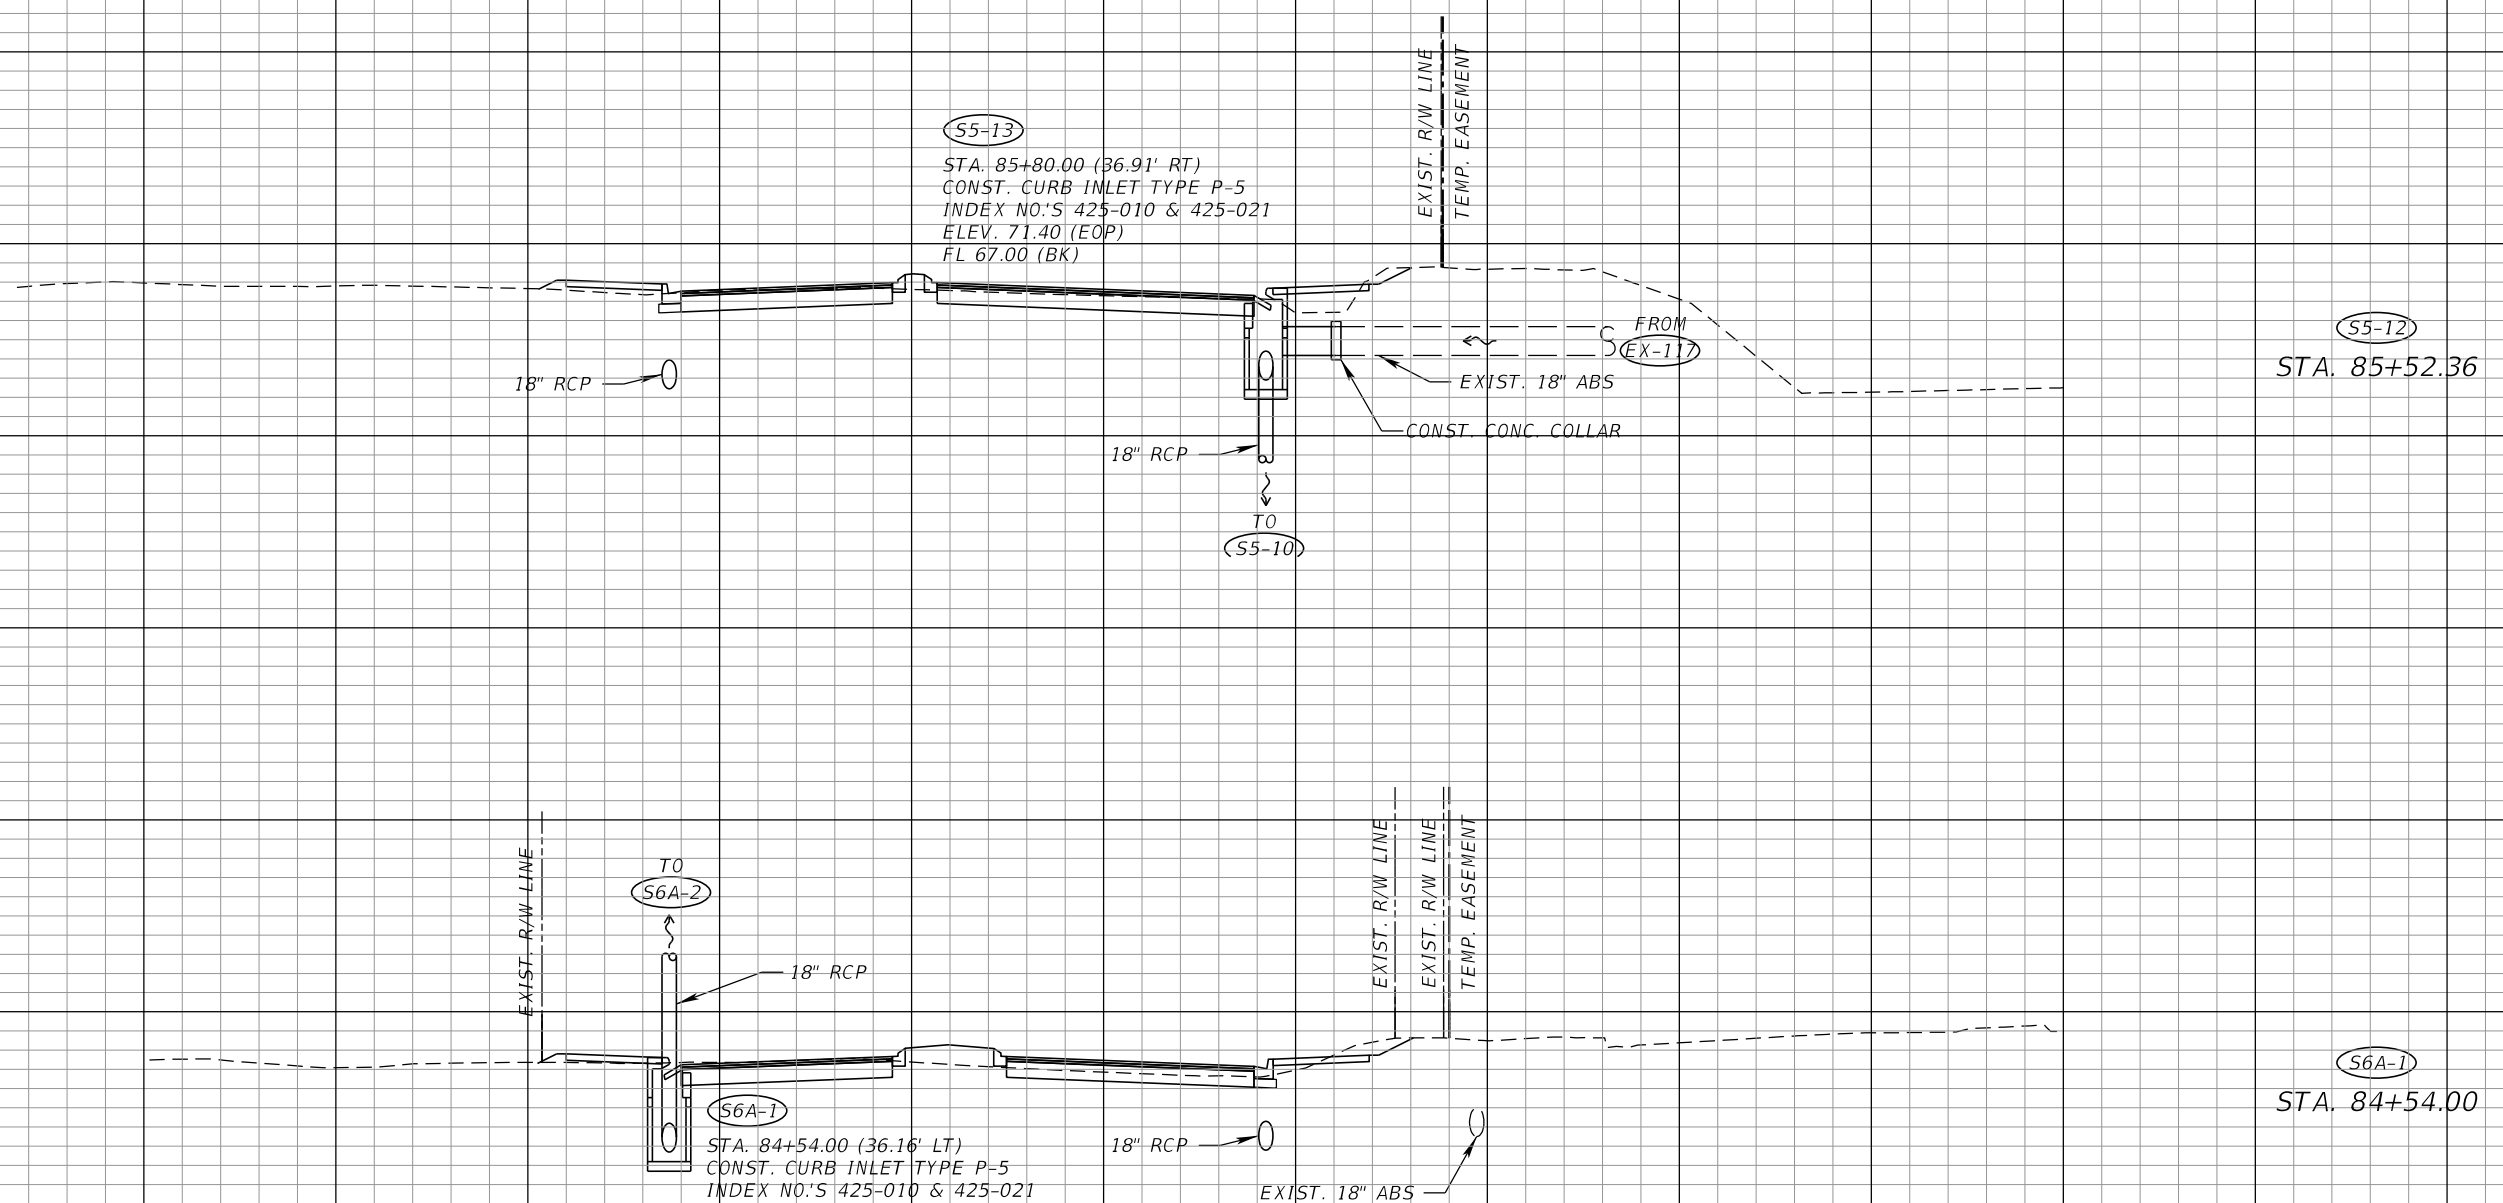 EXIST. R/W LINE
TEMP. EASEMENT
S5-13
STA. 85+80.00 (36.91' RT)
CONST. CURB INLET TYPE P-5
INDEX NO.'S 425-010 & 425-021
ELEV. 71.40 (EOP)
FL 67.00 (BK)
FROM
EX-117
S5-12
STA. 85+52.36
18" RCP
EXIST. 18" ABS
CONST. CONC. COLLAR
18" RCP
TO
S5-10
EXIST. R/W LINE
TO
S6A-2
18" RCP
EXIST. R/W LINE
EXIST. R/W LINE
TEMP. EASEMENT
S6A-1
STA. 84+54.00
S6A-1
STA. 84+54.00 (36.16' LT)
CONST. CURB INLET TYPE P-5
INDEX NO.'S 425-010 & 425-021
18" RCP
EXIST. 18" ABS